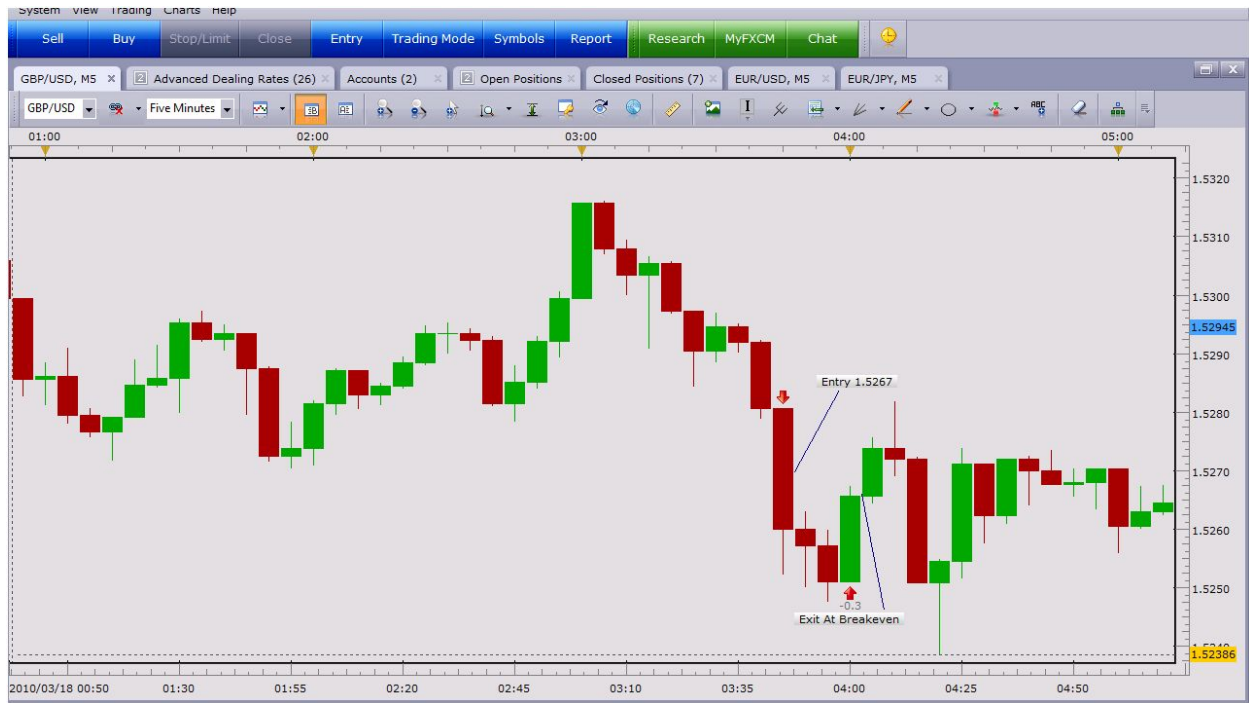 System View Trading Charts Help
Sell Buy Stop/Limit Close Entry Trading Mode Symbols Report Research MyFXCM Chat
GBP/USD, M5 x 2 Advanced Dealing Rates (26) x Accounts (2) x 2 Open Positions x Closed Positions (7) x EUR/USD, M5 x EUR/JPY, M5 x
GBP/USD Five Minutes
01:00 02:00 03:00 04:00 05:00
1.5320
1.5310
1.5300
1.52945
1.5290
Entry 1.5267
1.5280
1.5270
1.5260
1.5250
-0.3
Exit At Breakeven
1.52386
2010/03/18 00:50 01:30 01:55 02:20 02:45 03:10 03:35 04:00 04:25 04:50